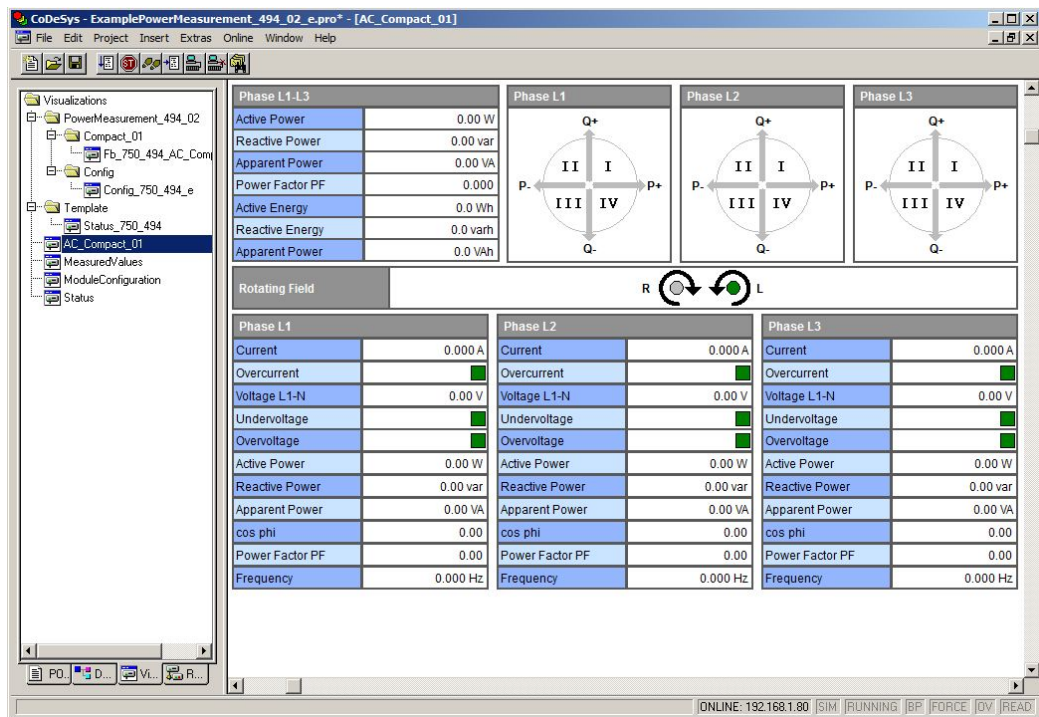 CoDeSys - ExamplePowerMeasurement_494_02_e.pro* - [AC_Compact_01]
File Edit Project Insert Extras Online Window Help
Visualizations
PowerMeasurement_494_02
Compact_01
Fb_750_494_AC_Com
Config
Config_750_494_e
Template
Status_750_494
AC_Compact_01
MeasuredValues
ModuleConfiguration
Status
PO... D... Vi... R...
Phase L1-L3
Active Power 0.00 W
Reactive Power 0.00 var
Apparent Power 0.00 VA
Power Factor PF 0.000
Active Energy 0.0 Wh
Reactive Energy 0.0 varh
Apparent Power 0.0 VAh
Phase L1 Phase L2 Phase L3
Q+ Q+ Q+
II I II I II I
P- P+ P- P+ P- P+
III IV III IV III IV
Q- Q- Q-
Rotating Field R L
Phase L1 Phase L2 Phase L3
Current 0.000 A Current 0.000 A Current 0.000 A
Overcurrent Overcurrent Overcurrent
Voltage L1-N 0.00 V Voltage L1-N 0.00 V Voltage L1-N 0.00 V
Undervoltage Undervoltage Undervoltage
Overvoltage Overvoltage Overvoltage
Active Power 0.00 W Active Power 0.00 W Active Power 0.00 W
Reactive Power 0.00 var Reactive Power 0.00 var Reactive Power 0.00 var
Apparent Power 0.00 VA Apparent Power 0.00 VA Apparent Power 0.00 VA
cos phi 0.00 cos phi 0.00 cos phi 0.00
Power Factor PF 0.00 Power Factor PF 0.00 Power Factor PF 0.00
Frequency 0.000 Hz Frequency 0.000 Hz Frequency 0.000 Hz
ONLINE: 192.168.1.80 SIM RUNNING BP FORCE OV READ